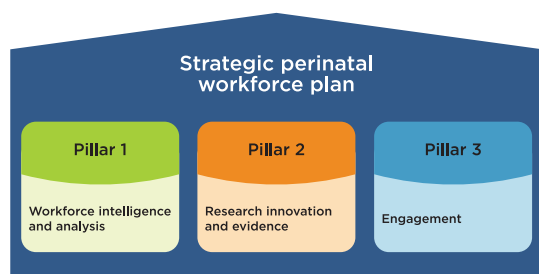 Strategic perinatal
workforce plan
Pillar 1
Pillar 2
Pillar 3
Workforce intelligence
and analysis
Research innovation
and evidence
Engagement